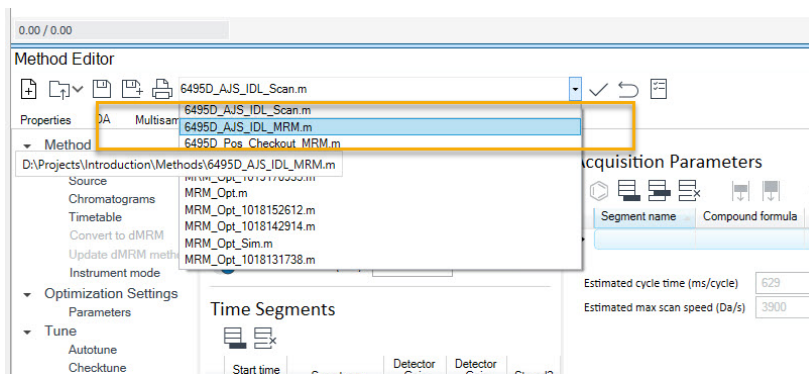 0.00 / 0.00
Method Editor
6495D_AJS_IDL_Scan.m
6495D_AJS_IDL_Scan.m
Properties DA Multisam
6495D_AJS_IDL_MRM.m
Method
6495D_Pos_Checkout_MRM.m
D:\Projects\Introduction\Methods\6495D_AJS_IDL_MRM.m
Acquisition Parameters
Source
Chromatograms
MRM_Opt.m
Timetable
MRM_Opt_1018152612.m
Segment name Compound formula
Convert to dMRM
MRM_Opt_1018142914.m
Update dMRM meth
MRM_Opt_Sim.m
Instrument mode
MRM_Opt_1018131738.m
Estimated cycle time (ms/cycle) 629
Optimization Settings
Parameters
Time Segments
Estimated max scan speed (Da/s) 3900
Tune
Autotune
Checktune
Start time
Detector
Detector